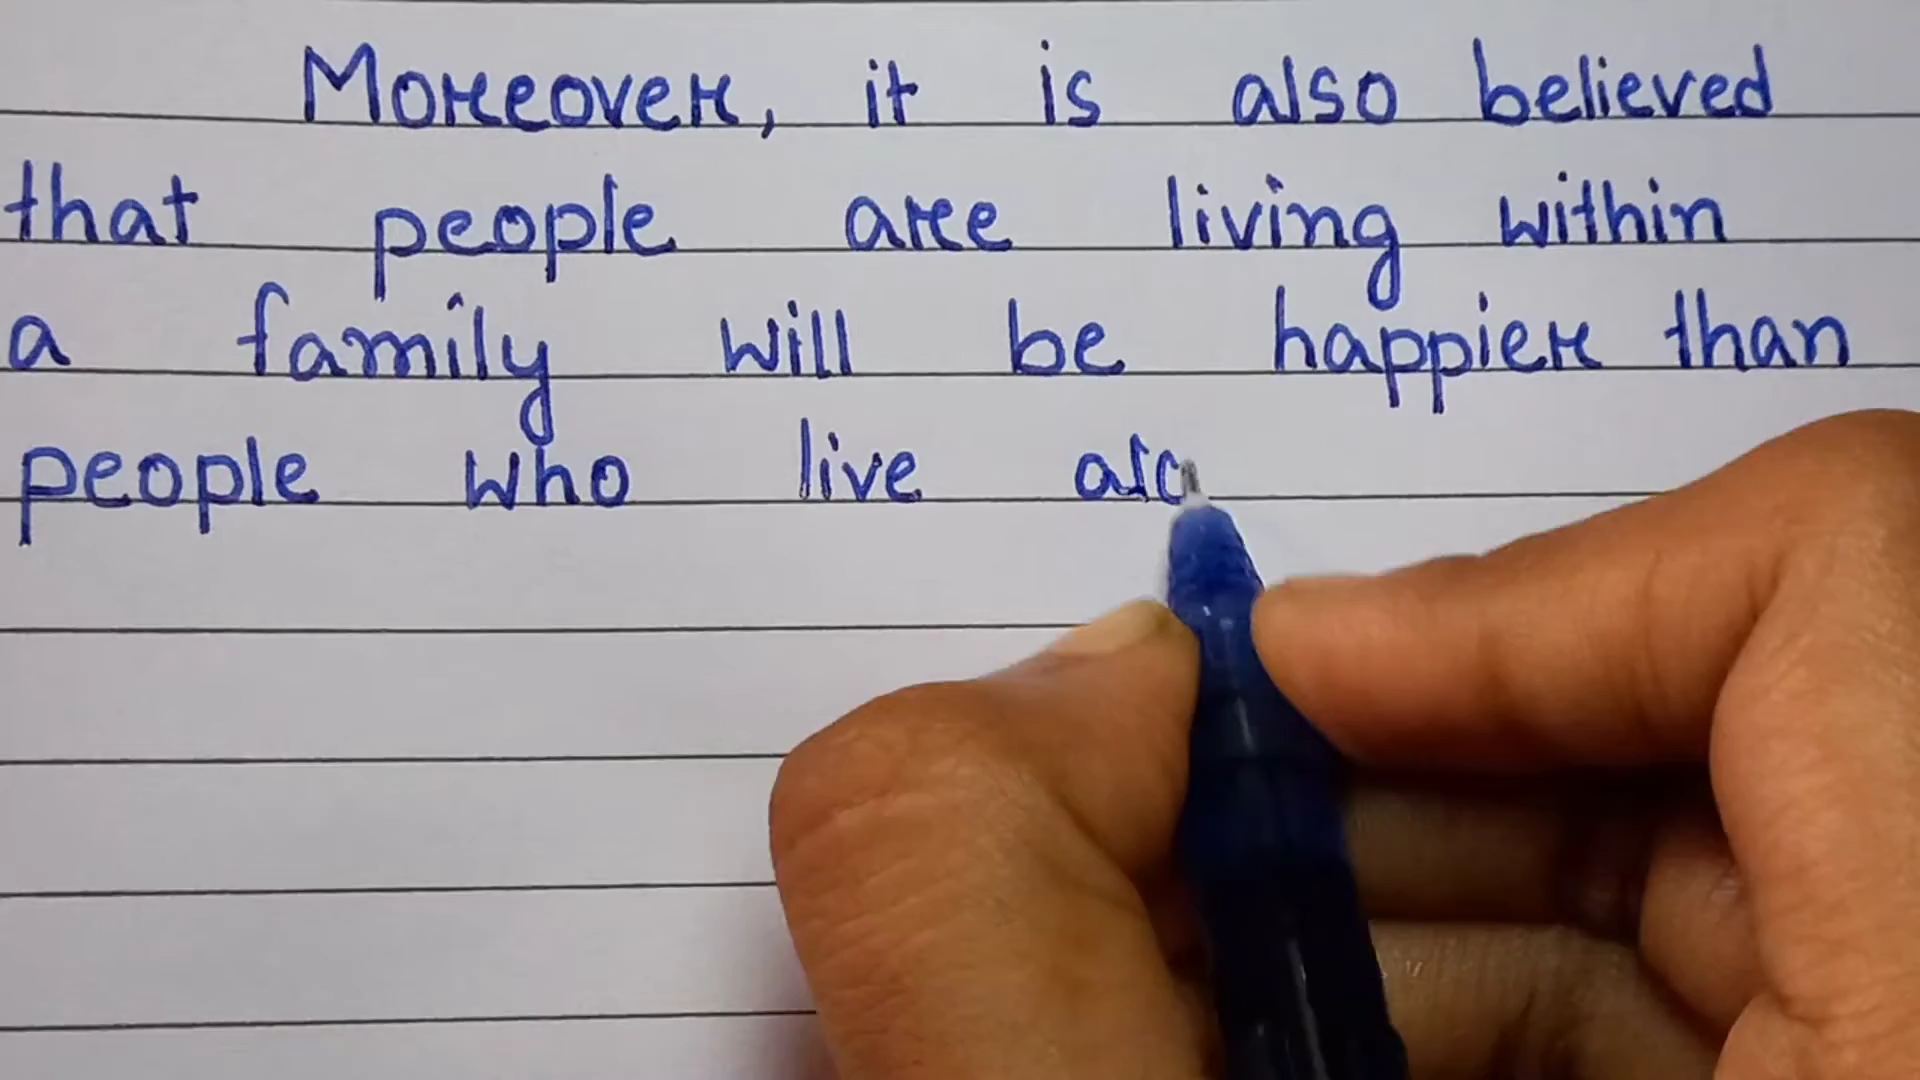 Moreover, it is also believed
that people are living within
a family will be happier than
people who live